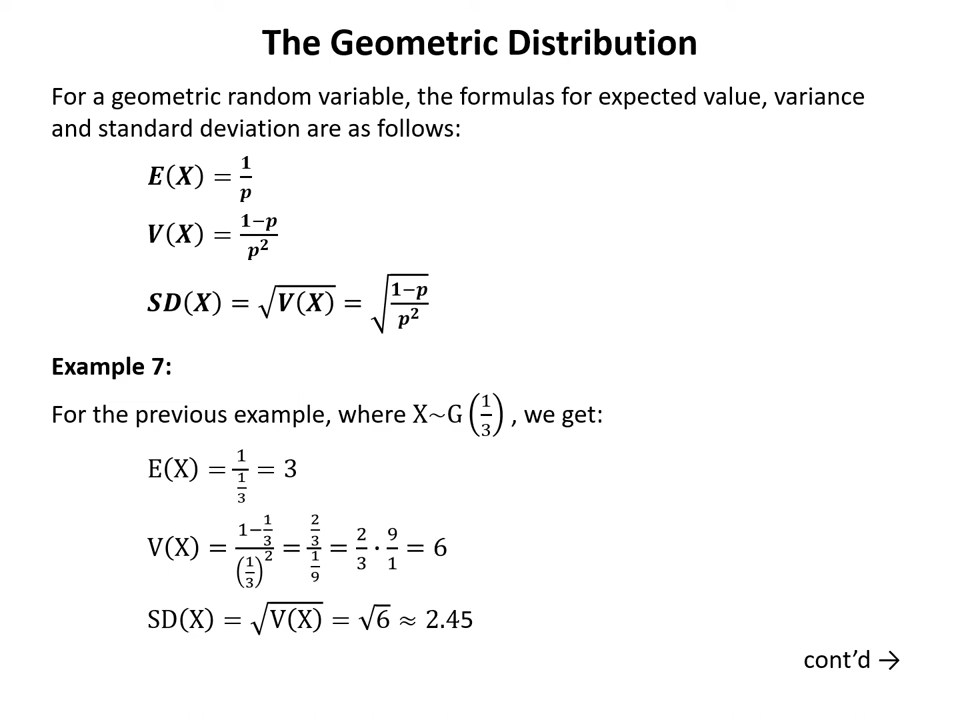 The Geometric Distribution
For a geometric random variable, the formulas for expected value, variance
and standard deviation are as follows:
E(X) = 1/p
V(X) = (1−p)/p²
SD(X) = √V(X) = √((1−p)/p²)
Example 7:
For the previous example, where X~G(1/3) , we get:
E(X) = 1/(1/3) = 3
V(X) = (1−1/3)/(1/3)² = (2/3)/(1/9) = 2/3 · 9/1 = 6
SD(X) = √V(X) = √6 ≈ 2.45
cont’d →